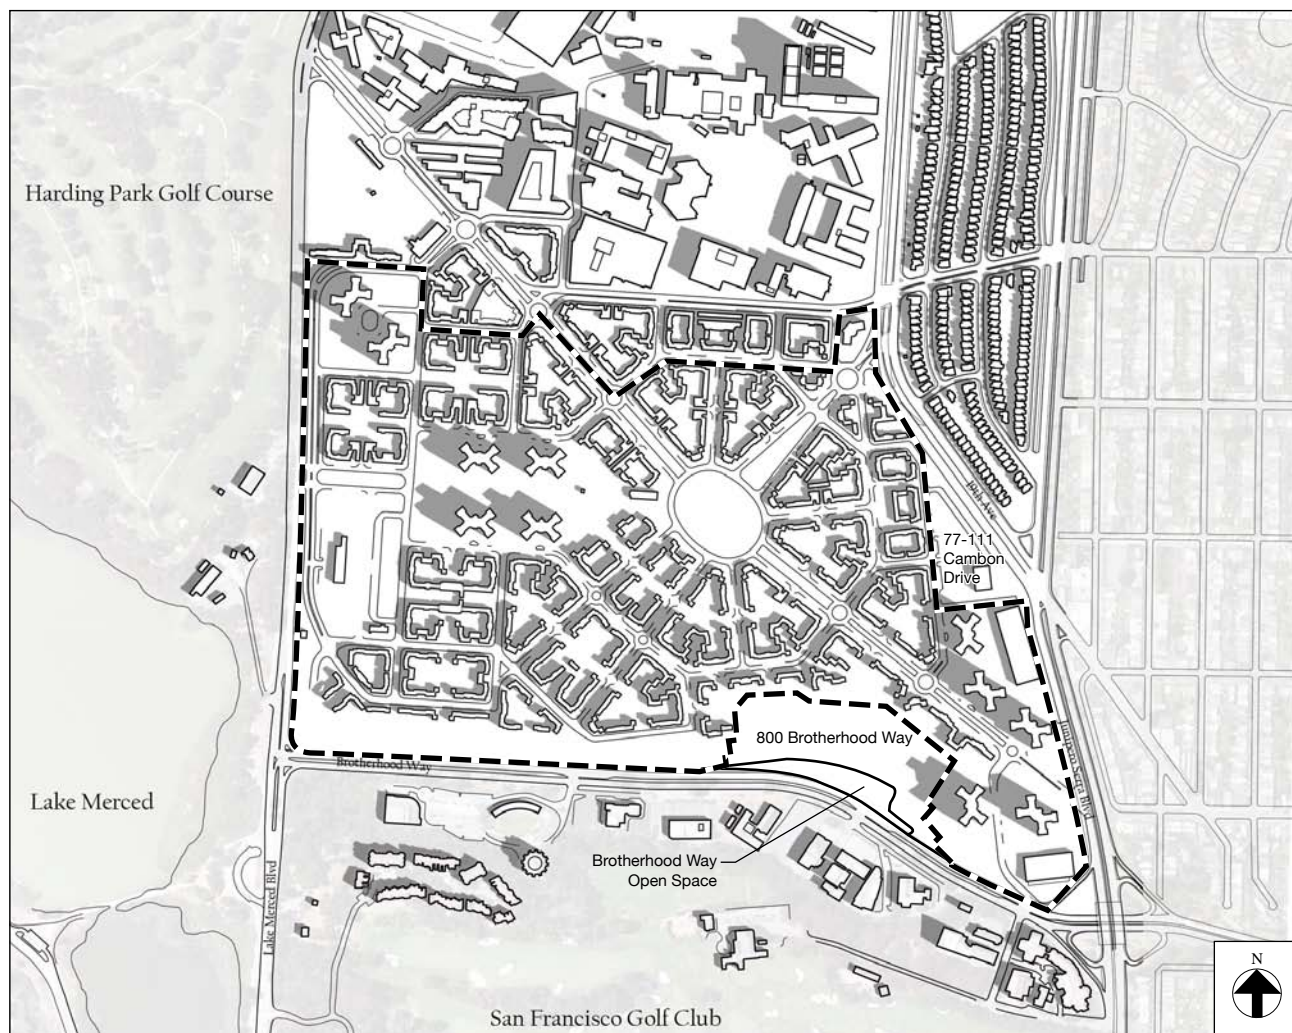 Harding Park Golf Course
19th Ave
77-111
Cambon
Drive
Junipero Serra Blvd
800 Brotherhood Way
Brotherhood Way
Lake Merced
Brotherhood Way
Open Space
Lake Merced Blvd
N
San Francisco Golf Club